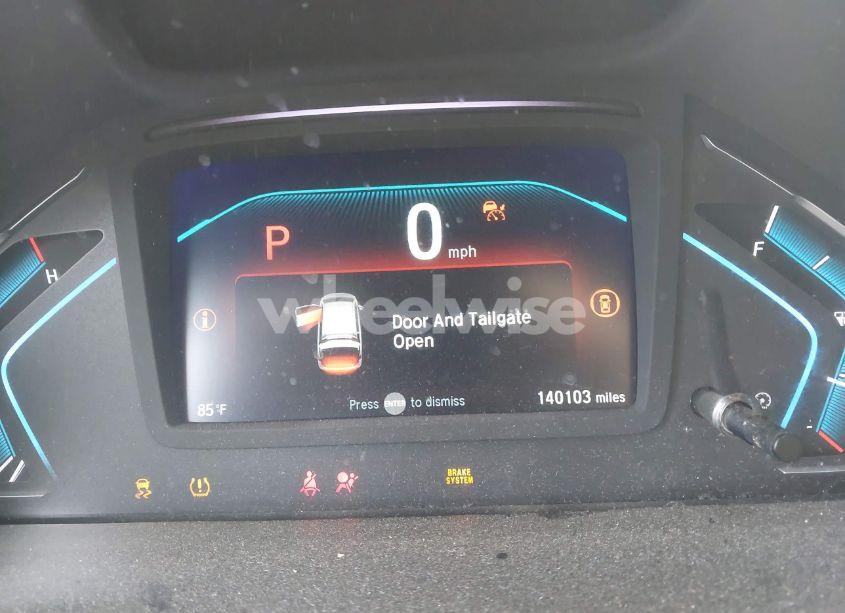 P 0 mph
H
F
wheelwise
Door And Tailgate
Open
Press ENTER to dismiss
85°F
140103 miles
BRAKE
SYSTEM